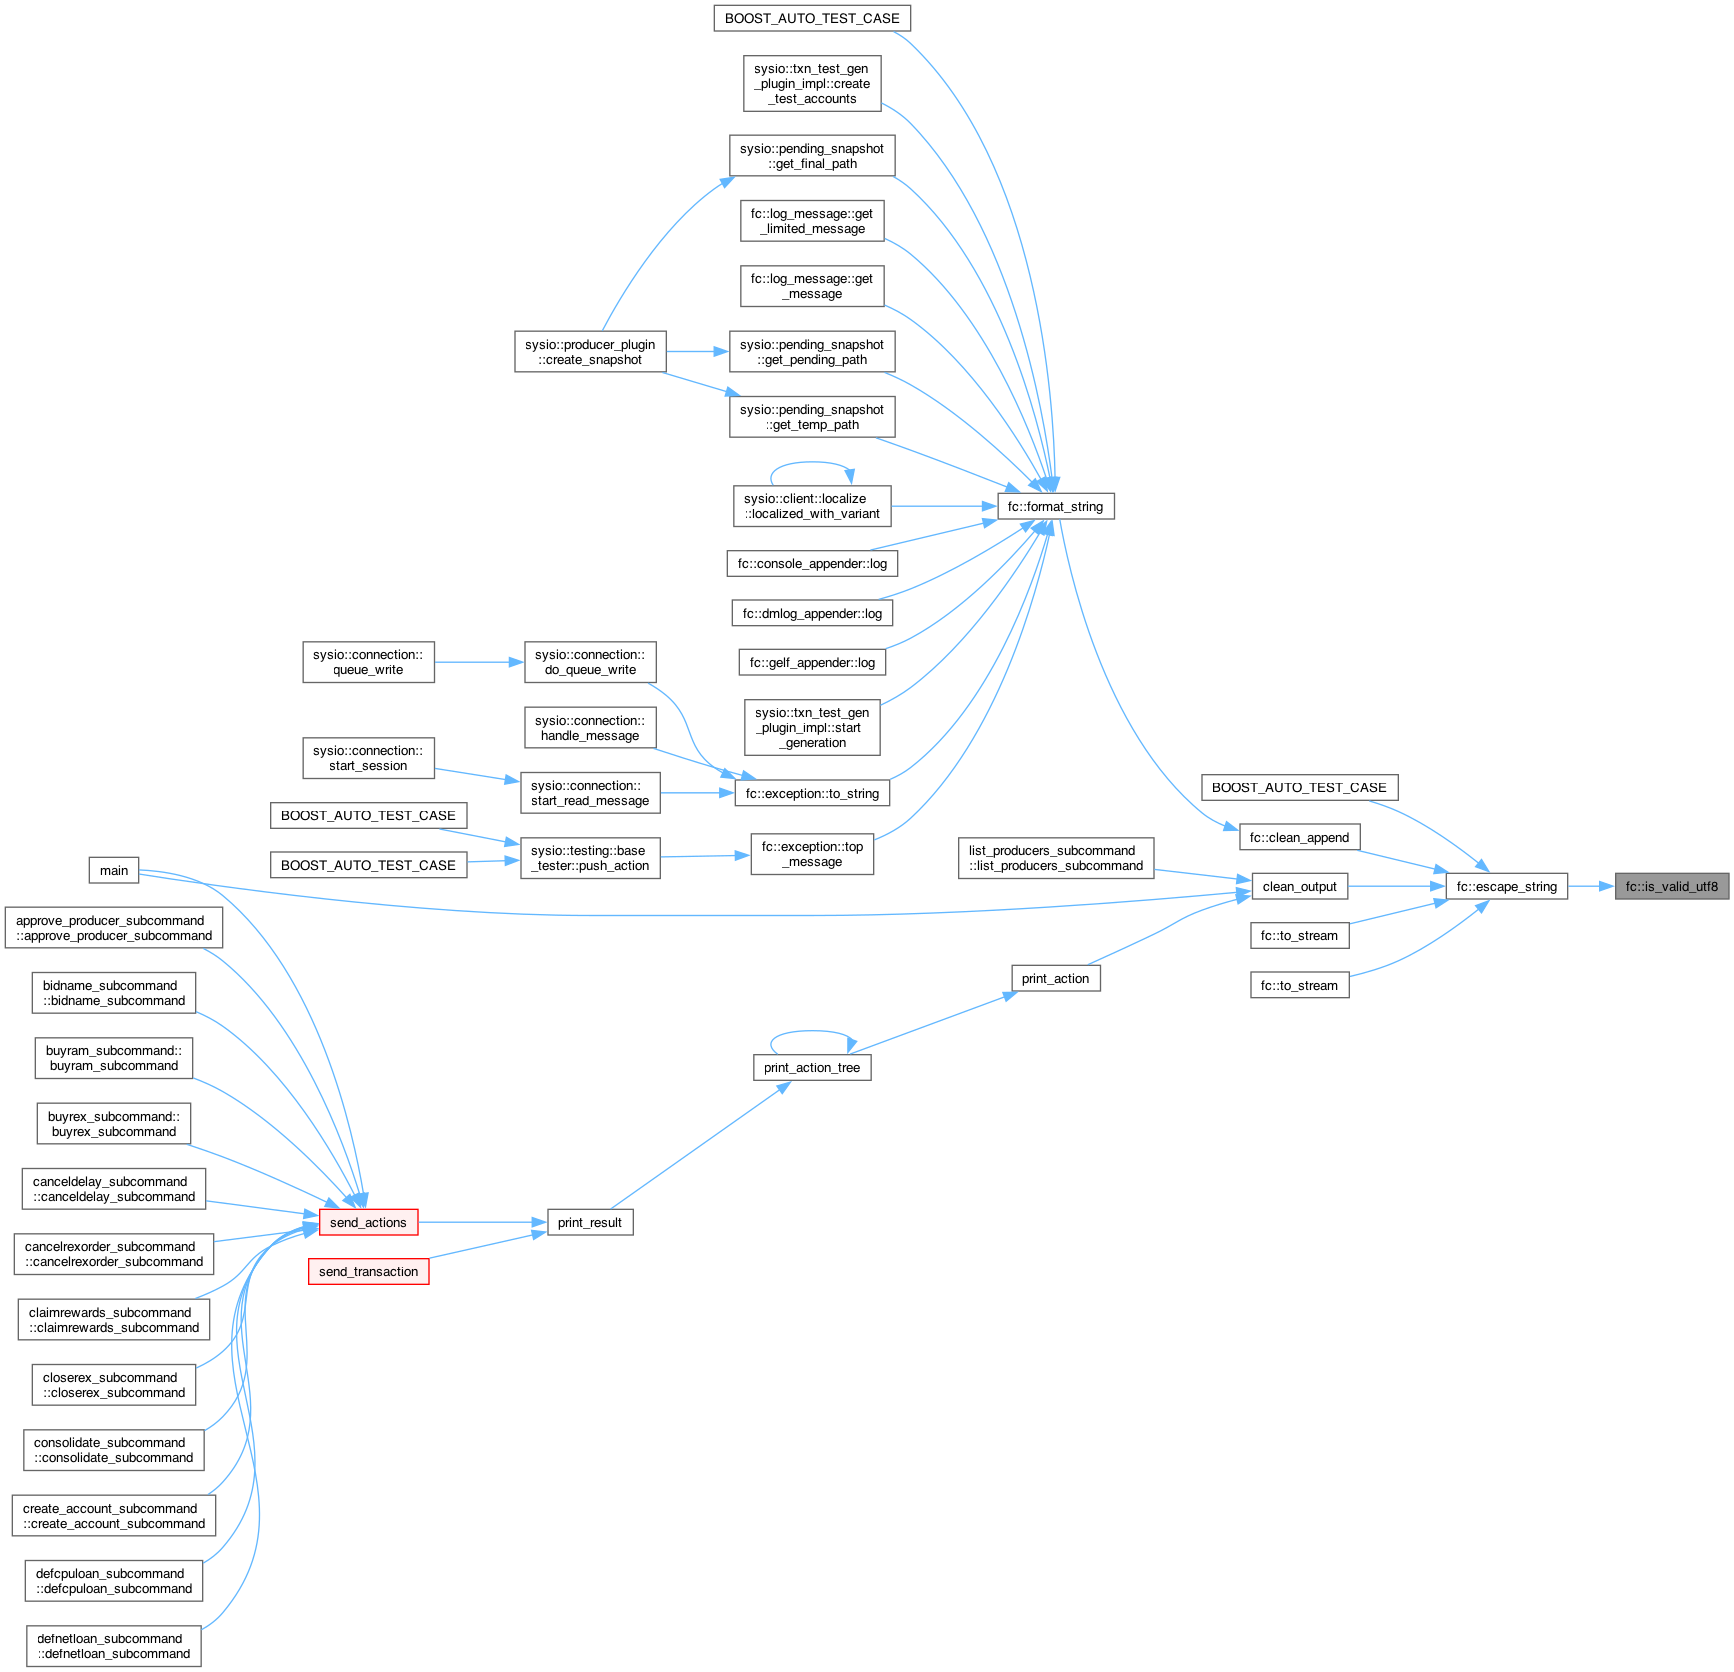 BOOST_AUTO_TEST_CASE
sysio::txn_test_gen
_plugin_impl::create
_test_accounts
sysio::pending_snapshot
::get_final_path
fc::log_message::get
_limited_message
fc::log_message::get
_message
sysio::producer_plugin
::create_snapshot
sysio::pending_snapshot
::get_pending_path
sysio::pending_snapshot
::get_temp_path
sysio::client::localize
::localized_with_variant
fc::format_string
fc::console_appender::log
fc::dmlog_appender::log
fc::gelf_appender::log
sysio::connection::
queue_write
sysio::connection::
do_queue_write
sysio::txn_test_gen
_plugin_impl::start
_generation
sysio::connection::
handle_message
sysio::connection::
start_session
sysio::connection::
start_read_message
fc::exception::to_string
BOOST_AUTO_TEST_CASE
BOOST_AUTO_TEST_CASE
BOOST_AUTO_TEST_CASE
sysio::testing::base
_tester::push_action
fc::exception::top
_message
fc::clean_append
list_producers_subcommand
::list_producers_subcommand
main
clean_output
fc::escape_string
fc::is_valid_utf8
fc::to_stream
fc::to_stream
approve_producer_subcommand
::approve_producer_subcommand
print_action
bidname_subcommand
::bidname_subcommand
buyram_subcommand::
buyram_subcommand
print_action_tree
buyrex_subcommand::
buyrex_subcommand
canceldelay_subcommand
::canceldelay_subcommand
send_actions
print_result
cancelrexorder_subcommand
::cancelrexorder_subcommand
send_transaction
claimrewards_subcommand
::claimrewards_subcommand
closerex_subcommand
::closerex_subcommand
consolidate_subcommand
::consolidate_subcommand
create_account_subcommand
::create_account_subcommand
defcpuloan_subcommand
::defcpuloan_subcommand
defnetloan_subcommand
::defnetloan_subcommand